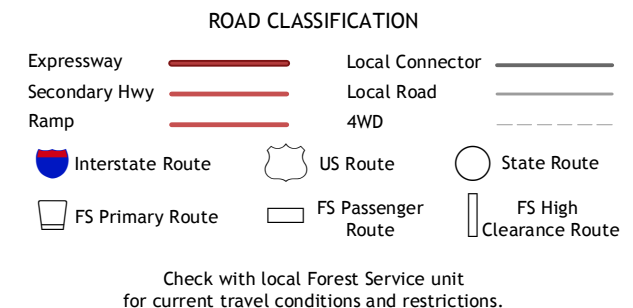 ROAD CLASSIFICATION
Expressway
Local Connector
Secondary Hwy
Local Road
Ramp
4WD
Interstate Route
US Route
State Route
FS Primary Route
FS Passenger
Route
FS High
Clearance Route
Check with local Forest Service unit
for current travel conditions and restrictions.